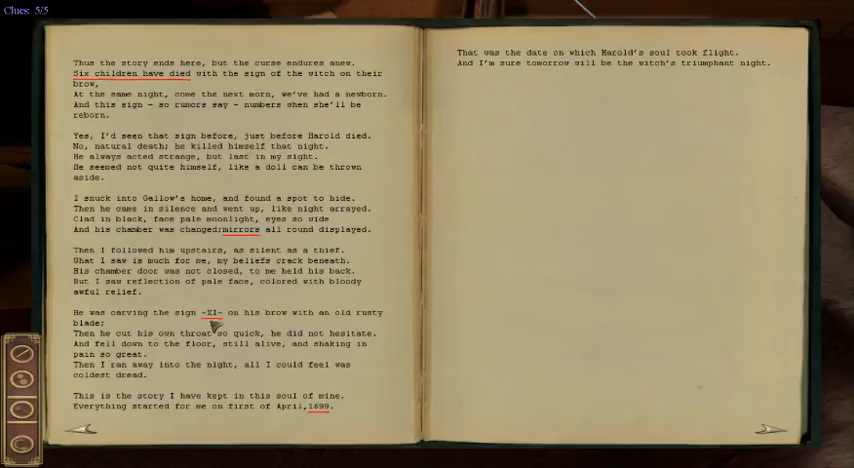 Clues: 5/5
Thus the story ends here, but the curse endures anew.
Six children have died with the sign of the witch on their
brow,
At the same night, come the next morn, we've had a newborn.
And this sign - so rumors say - numbers when she'll be
reborn.
Yes, I'd seen that sign before, just before Harold died.
No, natural death; he killed himself that night.
He always acted strange, but last in my sight.
He seemed not quite himself, like a doll can be thrown
aside.
I snuck into Gallow's home, and found a spot to hide.
Then he came in silence and went up, like night arrayed.
Clad in black, face pale moonlight, eyes so wide
And his chamber was changed;mirrors all round displayed.
Then I followed him upstairs, as silent as a thief.
What I saw is much for me, my beliefs crack beneath.
His chamber door was not closed, to me held his back.
But I saw reflection of pale face, colored with bloody
awful relief.
He was carving the sign -XI- on his brow with an old rusty
blade;
Then he cut his own throat so quick, he did not hesitate.
And fell down to the floor, still alive, and shaking in
pain so great.
Then I ran away into the night, all I could feel was
coldest dread.
This is the story I have kept in this soul of mine.
Everything started for me on first of April,1699.
That was the date on which Harold's soul took flight.
And I'm sure tomorrow will be the witch's triumphant night.